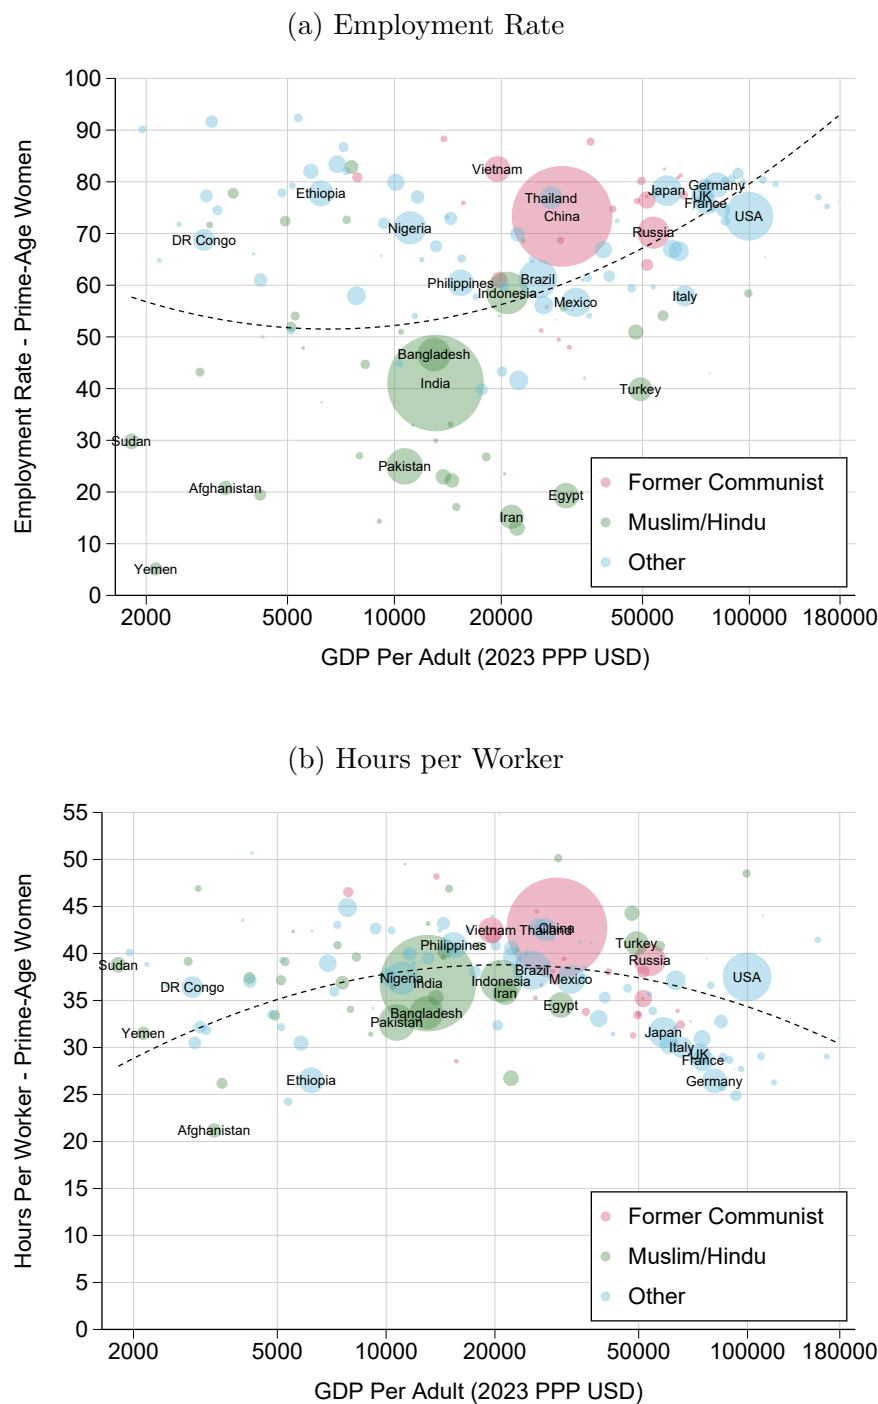 (a) Employment Rate
Employment Rate - Prime-Age Women
100
90
80
70
60
50
40
30
20
10
0
Vietnam
Thailand
China
Ethiopia
Japan
Germany
UK
France
USA
Nigeria
Russia
DR Congo
Philippines
Brazil
Indonesia
Mexico
Italy
Bangladesh
India
Turkey
Sudan
Pakistan
Afghanistan
Egypt
Iran
Yemen
Former Communist
Muslim/Hindu
Other
2000 5000 10000 20000 50000 100000 180000
GDP Per Adult (2023 PPP USD)
(b) Hours per Worker
Hours Per Worker - Prime-Age Women
55
50
45
40
35
30
25
20
15
10
5
0
Vietnam Thailand China
Philippines
Turkey
Sudan
Russia
Brazil
Nigeria
India
Indonesia
Mexico
USA
DR Congo
Iran
Egypt
Bangladesh
Pakistan
Yemen
Japan
Italy
UK
France
Ethiopia
Germany
Afghanistan
Former Communist
Muslim/Hindu
Other
2000 5000 10000 20000 50000 100000 180000
GDP Per Adult (2023 PPP USD)